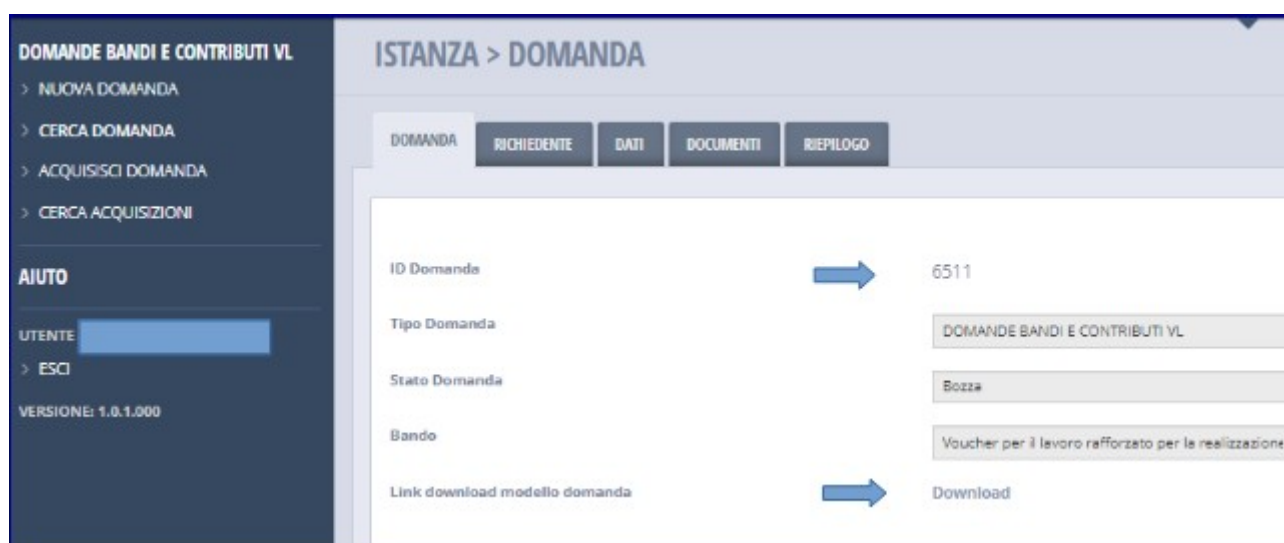 DOMANDE BANDI E CONTRIBUTI VL
> NUOVA DOMANDA
> CERCA DOMANDA
> ACQUISISCI DOMANDA
> CERCA ACQUISIZIONI
AIUTO
UTENTE
> ESCI
VERSIONE: 1.0.1.000
ISTANZA > DOMANDA
DOMANDA RICHIEDENTE DATI DOCUMENTI RIEPILOGO
ID Domanda 6511
Tipo Domanda DOMANDE BANDI E CONTRIBUTI VL
Stato Domanda Bozza
Bando Voucher per il lavoro rafforzato per la realizzazione
Link download modello domanda Download